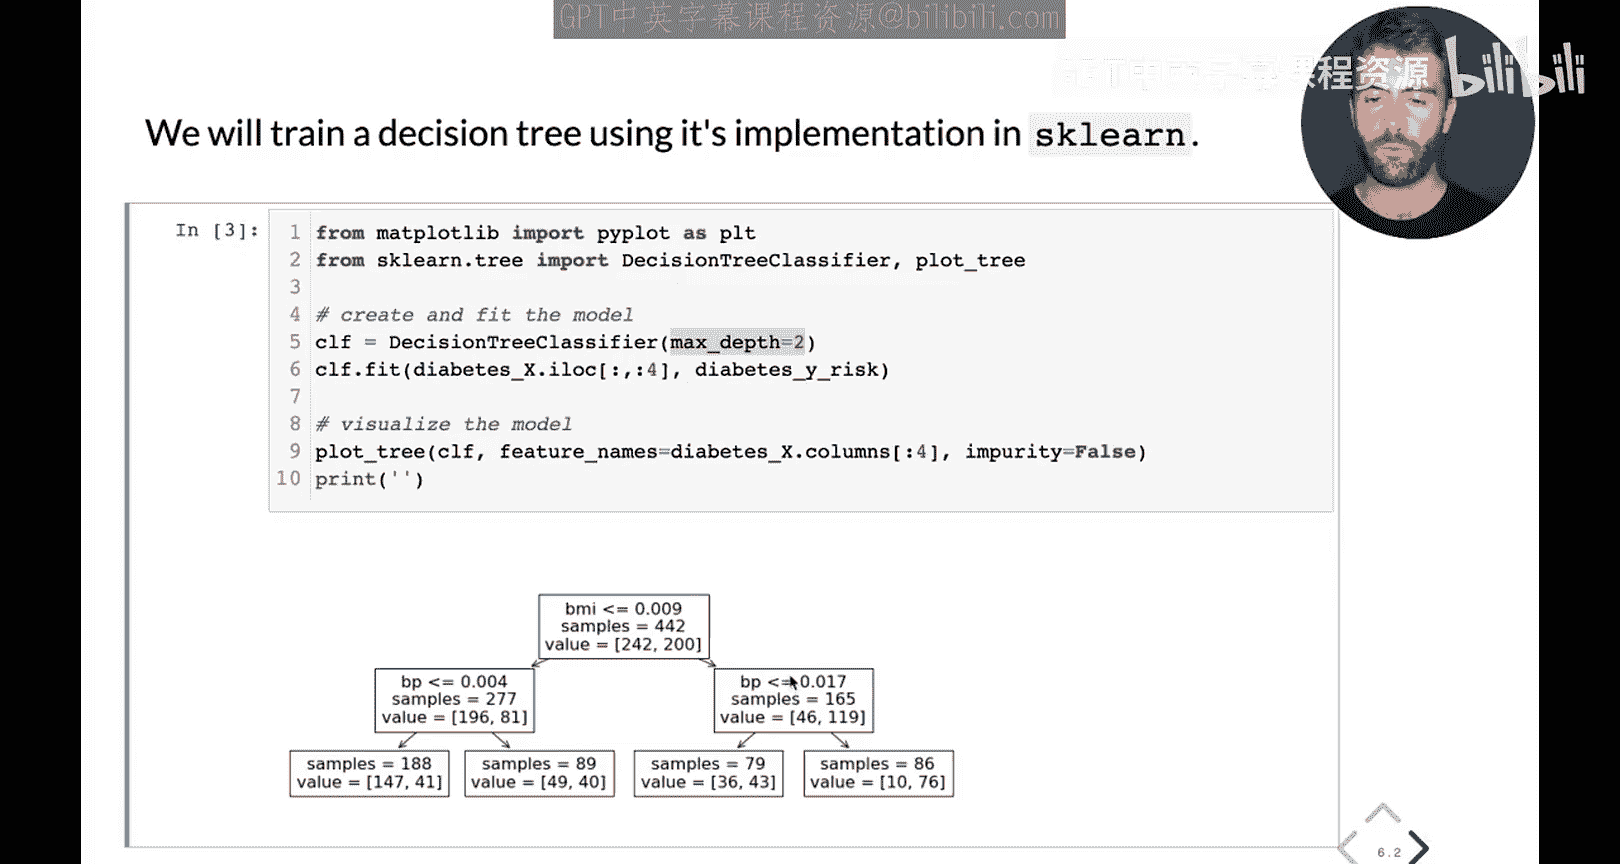 GPT中英字幕课程资源@bilibili.com
课程资源 bilibili
We will train a decision tree using it's implementation in sklearn.
In [3]:
1 from matplotlib import pyplot as plt
2 from sklearn.tree import DecisionTreeClassifier, plot_tree
3
4 # create and fit the model
5 clf = DecisionTreeClassifier(max_depth=2)
6 clf.fit(diabetes_X.iloc[:,:4], diabetes_y_risk)
7
8 # visualize the model
9 plot_tree(clf, feature_names=diabetes_X.columns[:4], impurity=False)
10 print('')
bmi <= 0.009
samples = 442
value = [242, 200]
bp <= 0.004
samples = 277
value = [196, 81]
bp <= 0.017
samples = 165
value = [46, 119]
samples = 188
value = [147, 41]
samples = 89
value = [49, 40]
samples = 79
value = [36, 43]
samples = 86
value = [10, 76]
6.2